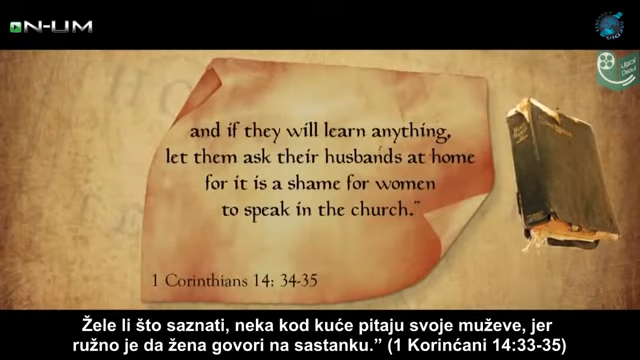 N-UM
and if they will learn anything,
let them ask their husbands at home
for it is a shame for women
to speak in the church.”
1 Corinthians 14: 34-35
Žele li što saznati, neka kod kuće pitaju svoje muževe, jer
ružno je da žena govori na sastanku.” (1 Korinćani 14:33-35)